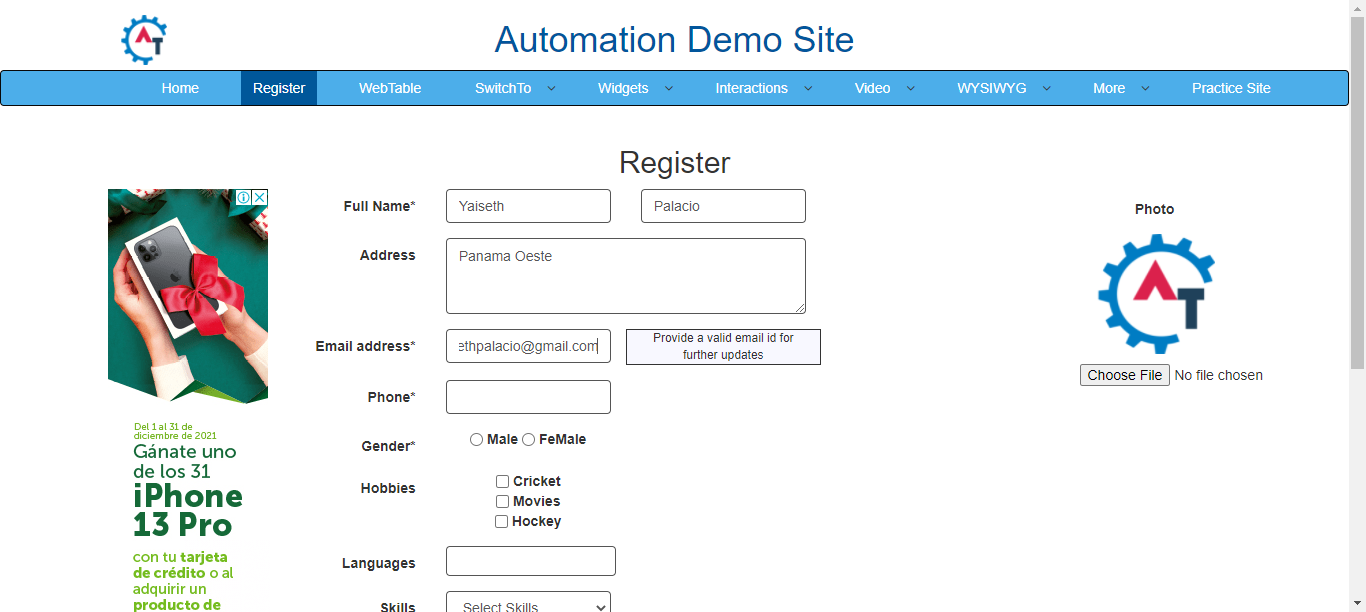 AT
Automation Demo Site
Home Register WebTable SwitchTo Widgets Interactions Video WYSIWYG More Practice Site
Register
Full Name* Yaiseth Palacio
Photo
Address Panama Oeste
AT
Email address* ethpalacio@gmail.com Provide a valid email id for
further updates
Choose File No file chosen
Phone*
Gender* Male FeMale
Hobbies Cricket
Movies
Hockey
Languages
Skills Select Skills
Del 1 al 31 de
diciembre de 2021
Gánate uno
de los 31
iPhone
13 Pro
con tu tarjeta
de crédito o al
adquirir un
producto de